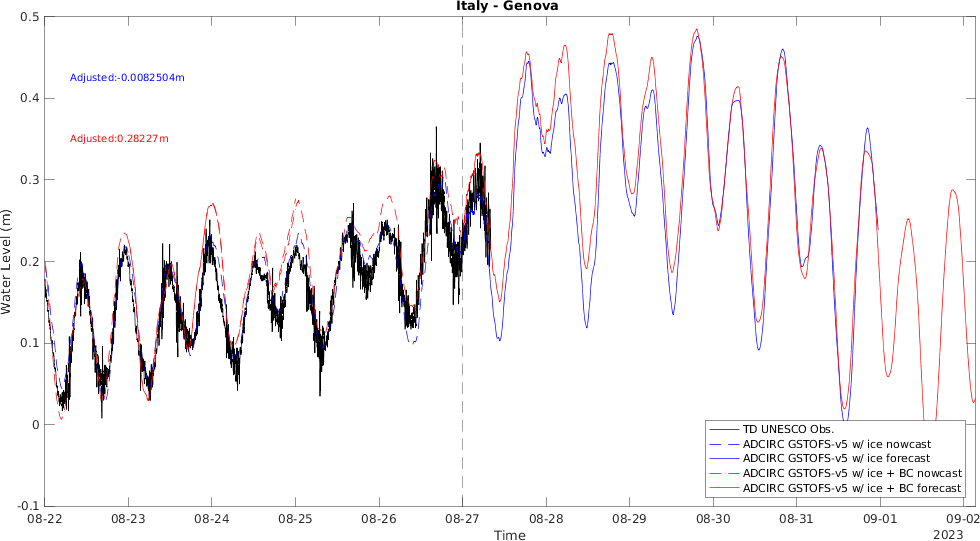 Italy - Genova
0.5
0.4
0.3
0.2
0.1
0
-0.1
Water Level (m)
Adjusted:-0.0082504m
Adjusted:0.28227m
TD UNESCO Obs.
ADCIRC GSTOFS-v5 w/ ice nowcast
ADCIRC GSTOFS-v5 w/ ice forecast
ADCIRC GSTOFS-v5 w/ ice + BC nowcast
ADCIRC GSTOFS-v5 w/ ice + BC forecast
08-22 08-23 08-24 08-25 08-26 08-27 08-28 08-29 08-30 08-31 09-01 09-02
Time
2023